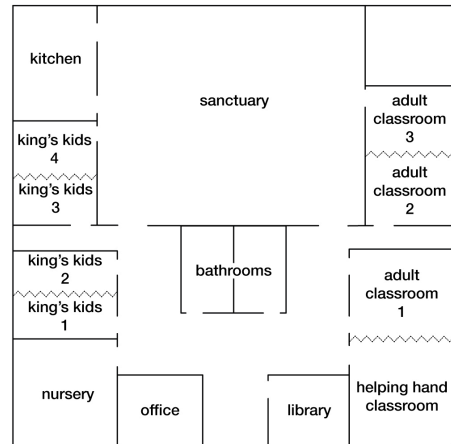 kitchen
sanctuary
adult
classroom
3
king's kids
4
king's kids
3
adult
classroom
2
king's kids
2
bathrooms
adult
classroom
1
king's kids
1
nursery
office
library
helping hand
classroom